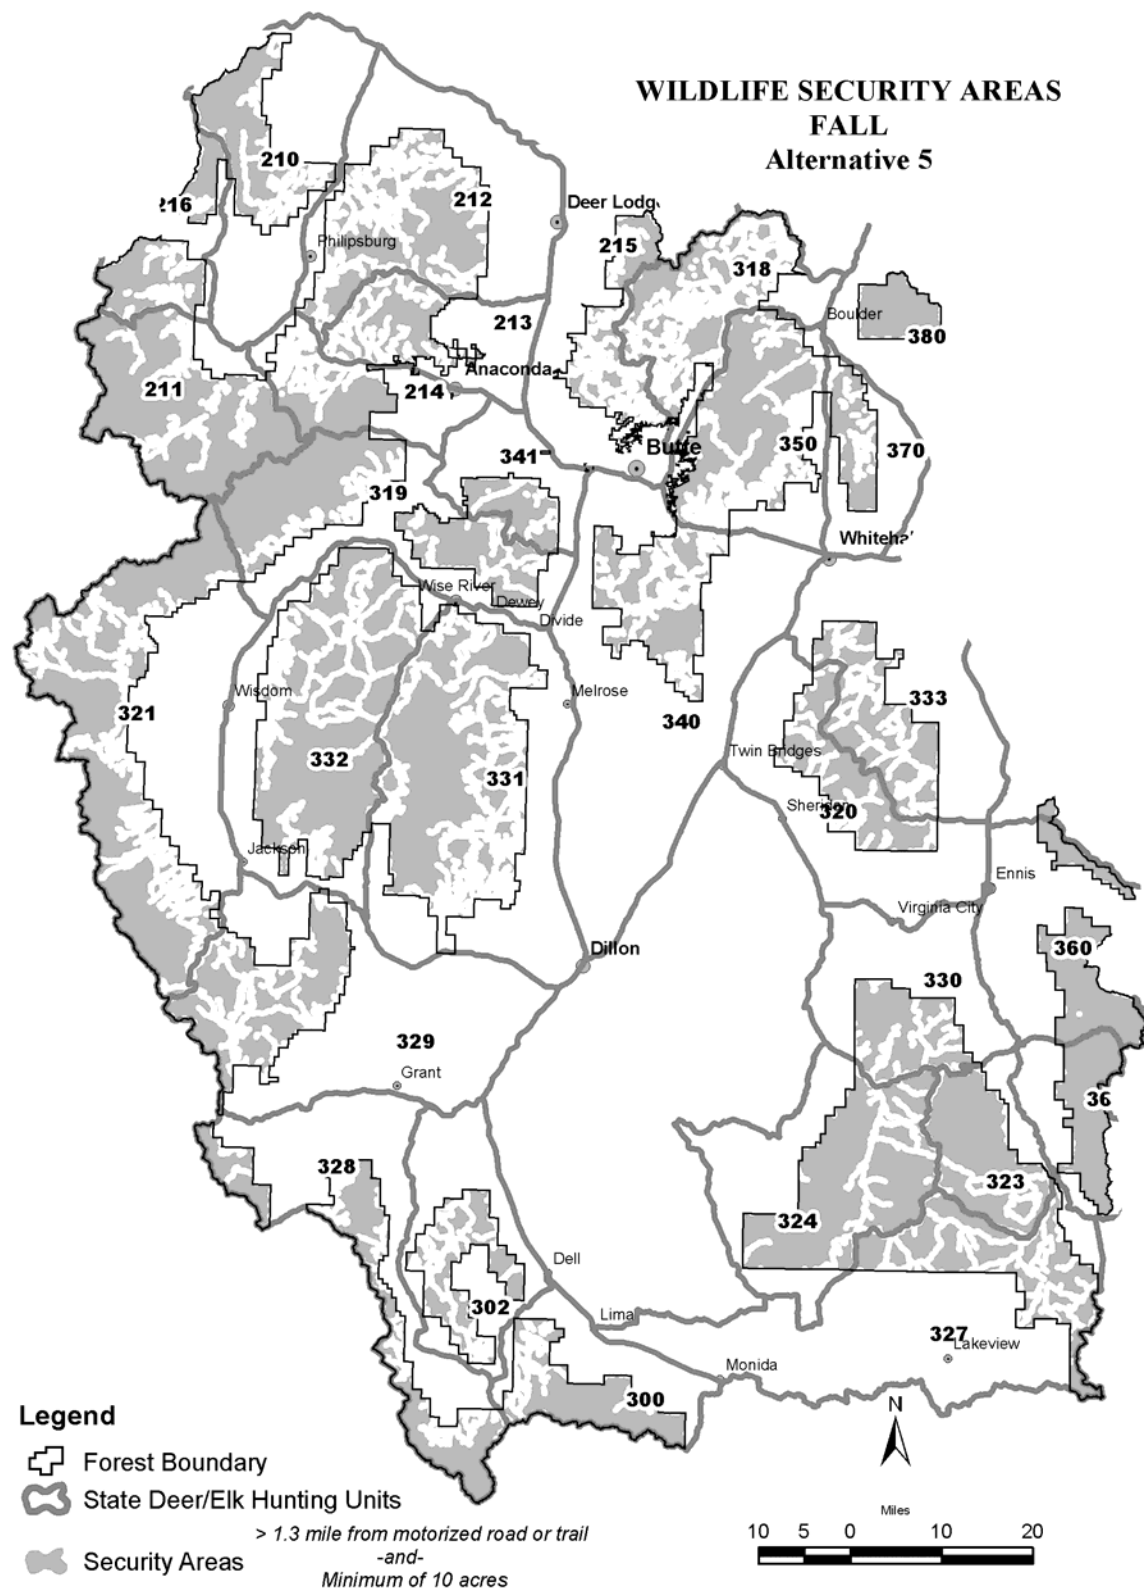 WILDLIFE SECURITY AREAS
FALL
Alternative 5
210
216
212
Deer Lodg
215
318
Philipsburg
Boulder
213
380
Anaconda
211
214
350
370
341
Butte
319
Whiteha
Wise River
Dewey
Divide
Wisdom
Melrose
321
333
340
332
331
Twin Bridges
Sheridan
320
Jackson
Ennis
Virginia City
360
Dillon
330
329
Grant
36
328
323
324
Dell
302
Lima
327
Lakeview
Monida
300
N
Legend
Forest Boundary
State Deer/Elk Hunting Units
Security Areas
> 1.3 mile from motorized road or trail
-and-
Minimum of 10 acres
Miles
10 5 0 10 20